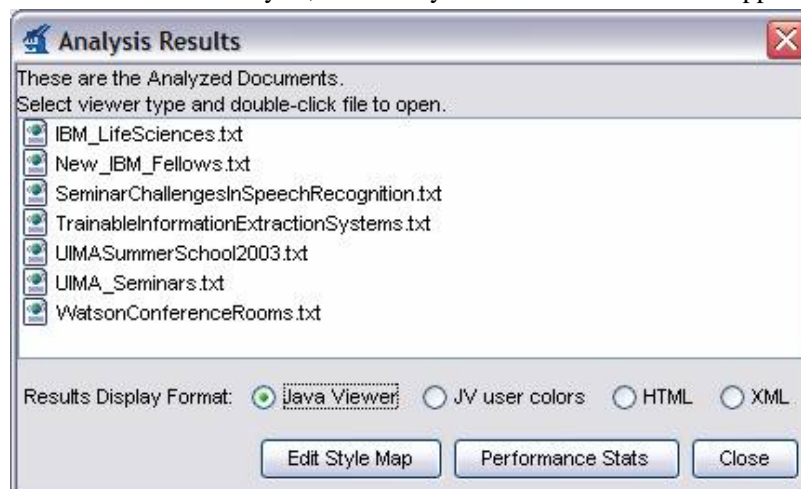 Analysis Results
These are the Analyzed Documents.
Select viewer type and double-click file to open.
IBM_LifeSciences.txt
New_IBM_Fellows.txt
SeminarChallengesInSpeechRecognition.txt
TrainableInformationExtractionSystems.txt
UIMASummerSchool2003.txt
UIMA_Seminars.txt
WatsonConferenceRooms.txt
Results Display Format: Java Viewer JV user colors HTML XML
Edit Style Map Performance Stats Close